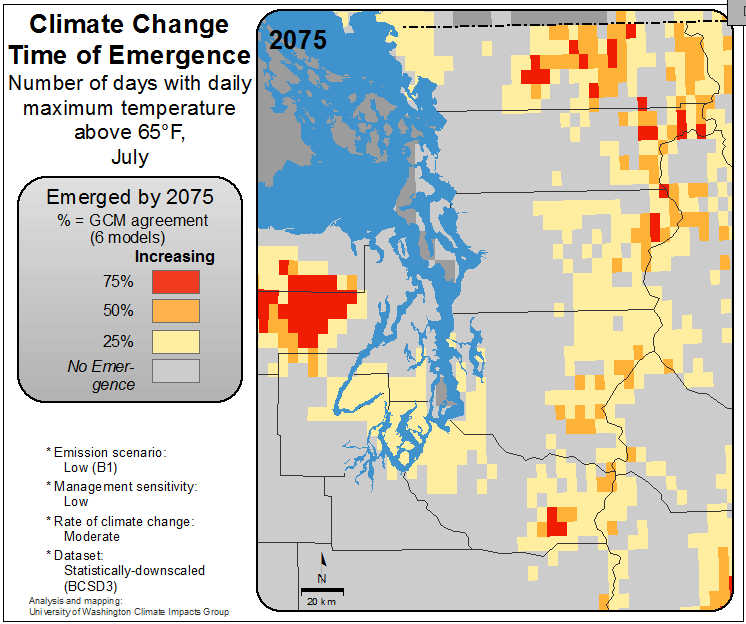 Climate Change
Time of Emergence
Number of days with daily
maximum temperature
above 65°F,
July
Emerged by 2075
% = GCM agreement
(6 models)
Increasing
75%
50%
25%
No Emer-
gence
* Emission scenario:
Low (B1)
* Management sensitivity:
Low
* Rate of climate change:
Moderate
* Dataset:
Statistically-downscaled
(BCSD3)
Analysis and mapping:
University of Washington Climate Impacts Group
2075
N
20 km